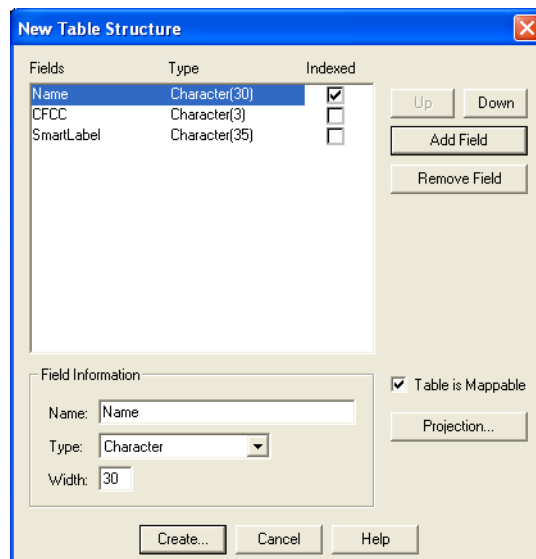 New Table Structure
Fields Type Indexed
Name Character(30)
CFCC Character(3)
SmartLabel Character(35)
Up Down
Add Field
Remove Field
Field Information
Table is Mappable
Name: Name
Projection...
Type: Character
Width: 30
Create... Cancel Help